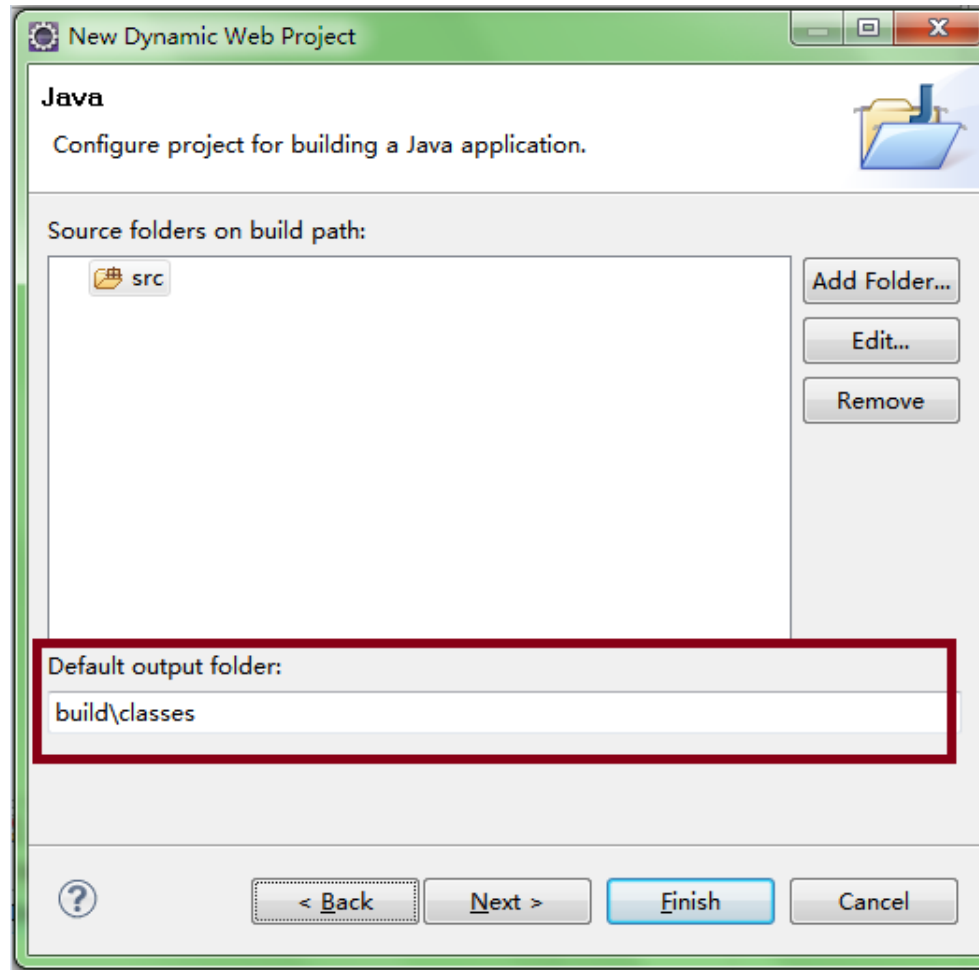 New Dynamic Web Project
Java
Configure project for building a Java application.
Source folders on build path:
src
Add Folder...
Edit...
Remove
Default output folder:
build\classes
?
< Back
Next >
Finish
Cancel